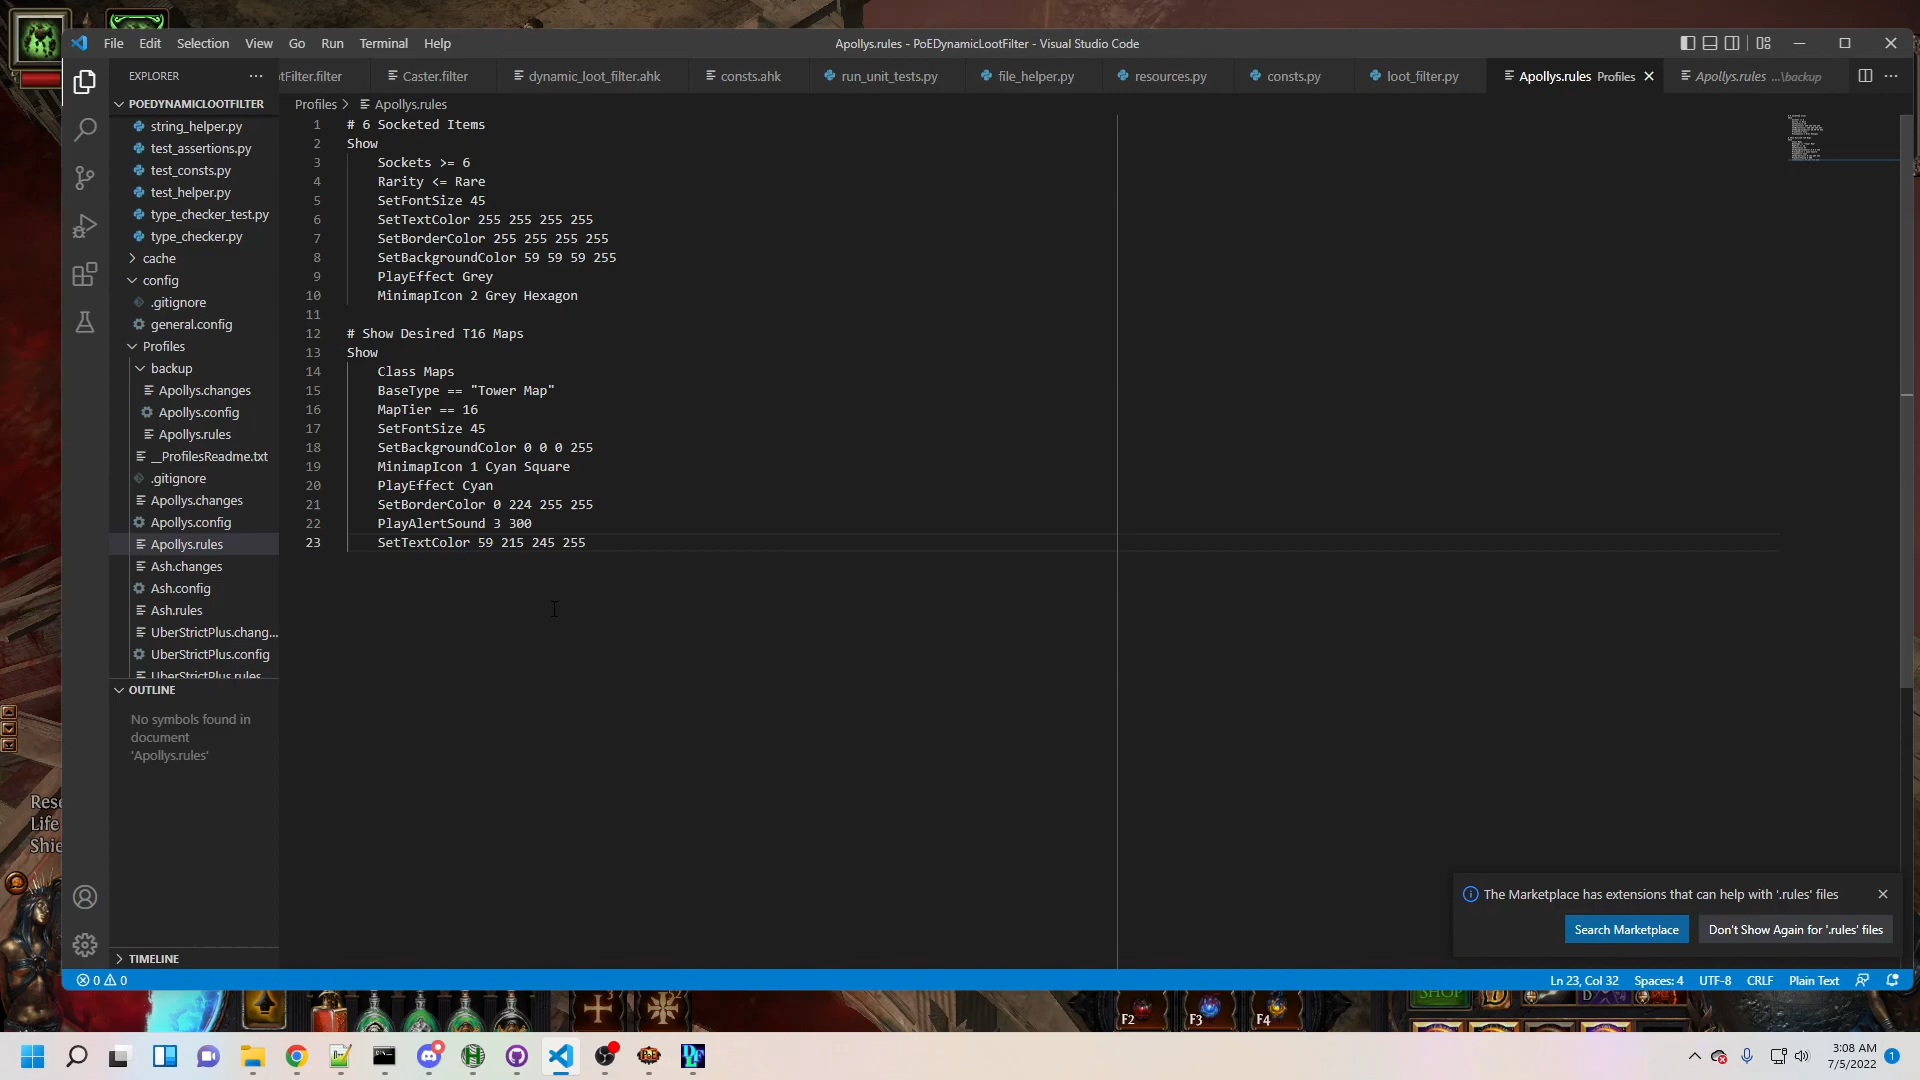 File Edit Selection View Go Run Terminal Help
Apollys.rules - PoEDynamicLootFilter - Visual Studio Code
EXPLORER
tFilter.filter Caster.filter dynamic_loot_filter.ahk consts.ahk run_unit_tests.py file_helper.py resources.py consts.py loot_filter.py Apollys.rules Profiles Apollys.rules ...\backup
POEDYNAMICLOOTFILTER
string_helper.py
test_assertions.py
test_consts.py
test_helper.py
type_checker_test.py
type_checker.py
cache
config
.gitignore
general.config
Profiles
backup
Apollys.changes
Apollys.config
Apollys.rules
__ProfilesReadme.txt
.gitignore
Apollys.changes
Apollys.config
Apollys.rules
Ash.changes
Ash.config
Ash.rules
UberStrictPlus.chang...
UberStrictPlus.config
UberStrictPlus.rules
OUTLINE
No symbols found in
document
'Apollys.rules'
TIMELINE
Profiles > Apollys.rules
1 # 6 Socketed Items
2 Show
3 Sockets >= 6
4 Rarity <= Rare
5 SetFontSize 45
6 SetTextColor 255 255 255 255
7 SetBorderColor 255 255 255 255
8 SetBackgroundColor 59 59 59 255
9 PlayEffect Grey
10 MinimapIcon 2 Grey Hexagon
11
12 # Show Desired T16 Maps
13 Show
14 Class Maps
15 BaseType == "Tower Map"
16 MapTier == 16
17 SetFontSize 45
18 SetBackgroundColor 0 0 0 255
19 MinimapIcon 1 Cyan Square
20 PlayEffect Cyan
21 SetBorderColor 0 224 255 255
22 PlayAlertSound 3 300
23 SetTextColor 59 215 245 255
The Marketplace has extensions that can help with '.rules' files
Search Marketplace Don't Show Again for '.rules' files
0 0
Ln 23, Col 32 Spaces: 4 UTF-8 CRLF Plain Text
Life
F2 F3 F4
SHOP
3:08 AM
7/5/2022
1